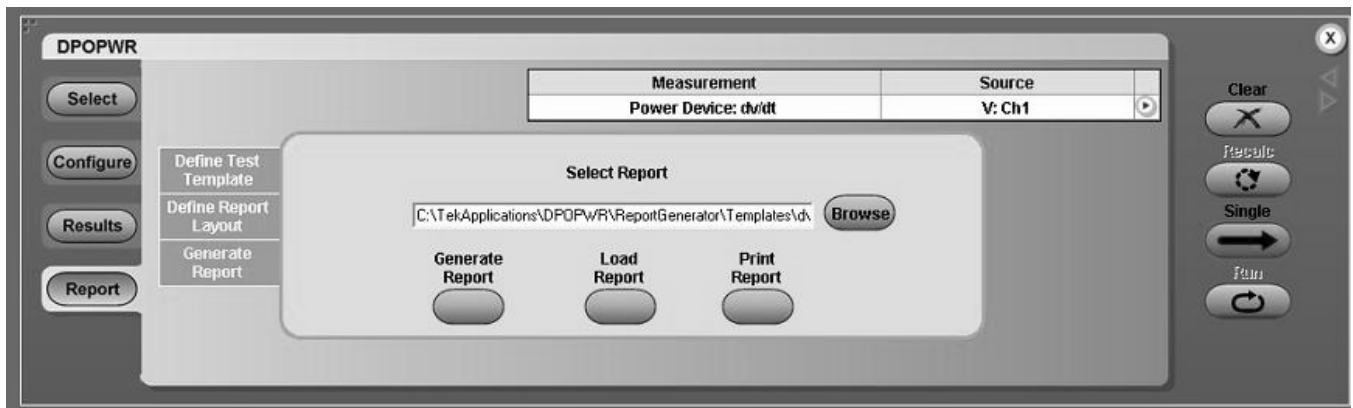 DPOPWR
X
Select
Configure
Results
Report
Measurement Source
Power Device: dv/dt V: Ch1
Define Test
Template
Define Report
Layout
Generate
Report
Select Report
C:\TekApplications\DPOPWR\ReportGenerator\Templates\dv
Browse
Generate
Report
Load
Report
Print
Report
Clear
Recalc
Single
Run